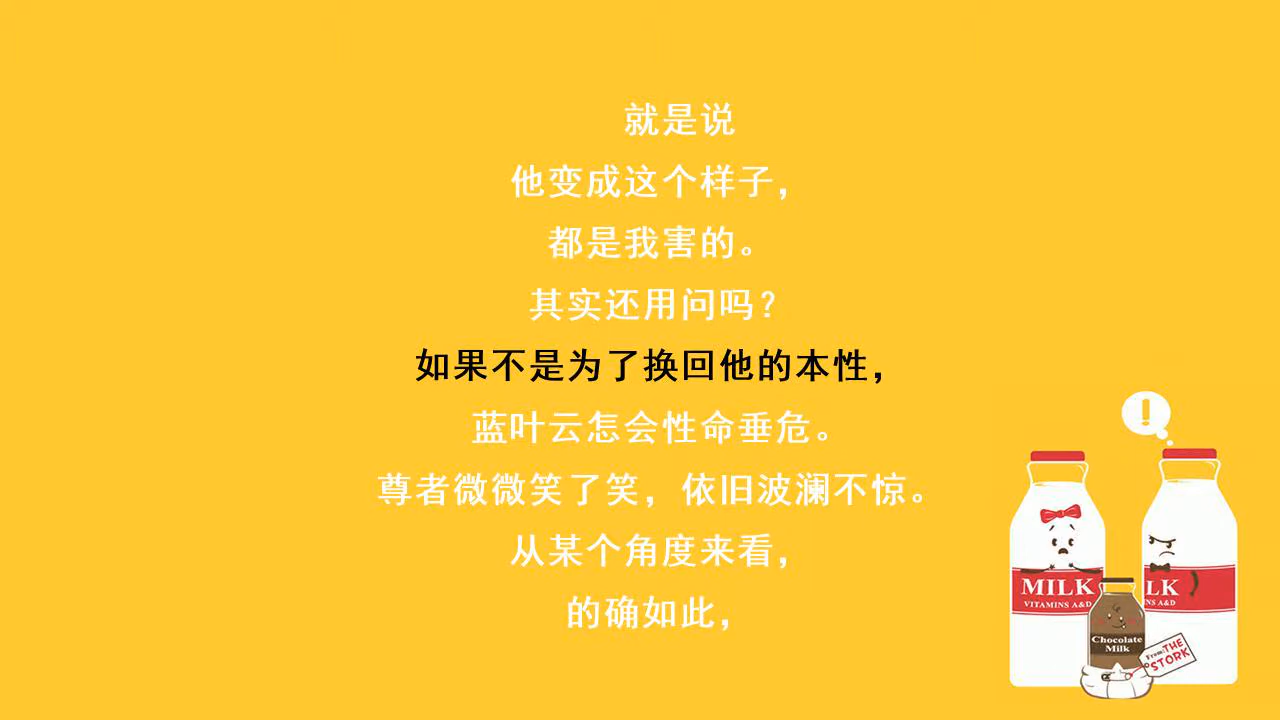 就是说
他变成这个样子，
都是我害的。
其实还用问吗？
如果不是为了换回他的本性，
蓝叶云怎会性命垂危。
尊者微微笑了笑，依旧波澜不惊。
从某个角度来看，
的确如此，
!
MILK
VITAMINS A&D
LK
NS A&D
Chocolate
Milk
From: THE
STORK